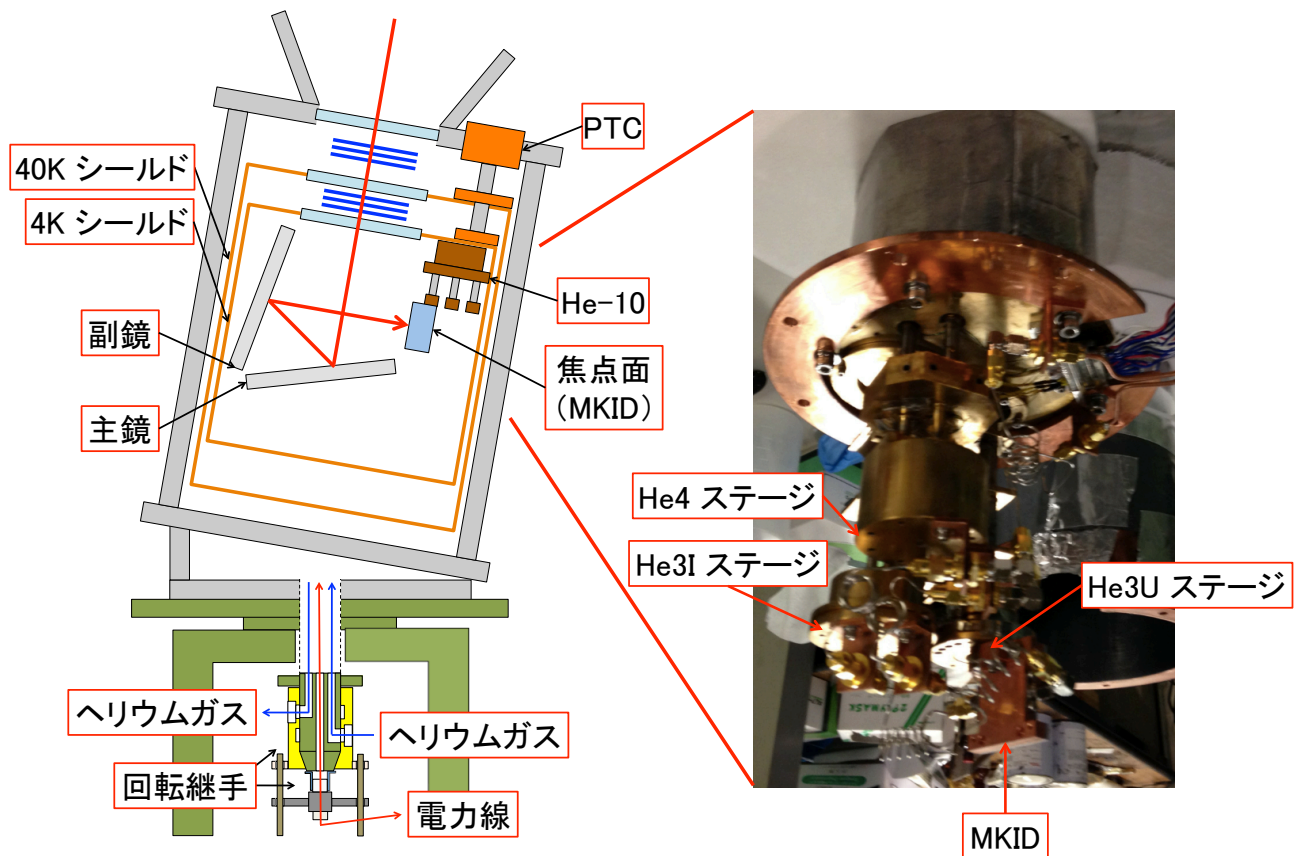 PTC
40K シールド
4K シールド
He-10
副鏡
焦点面
(MKID)
主鏡
He4 ステージ
He3I ステージ
He3U ステージ
ヘリウムガス
ヘリウムガス
回転継手
電力線
MKID